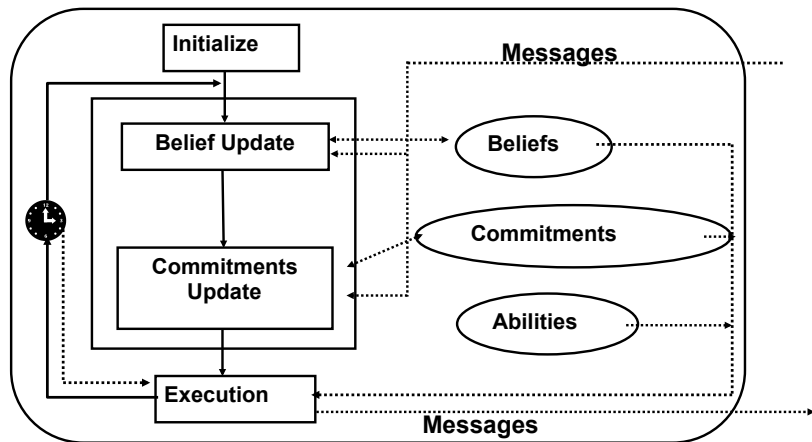 Initialize
Messages
Belief Update
Beliefs
Commitments
Commitments
Update
Abilities
Execution
Messages